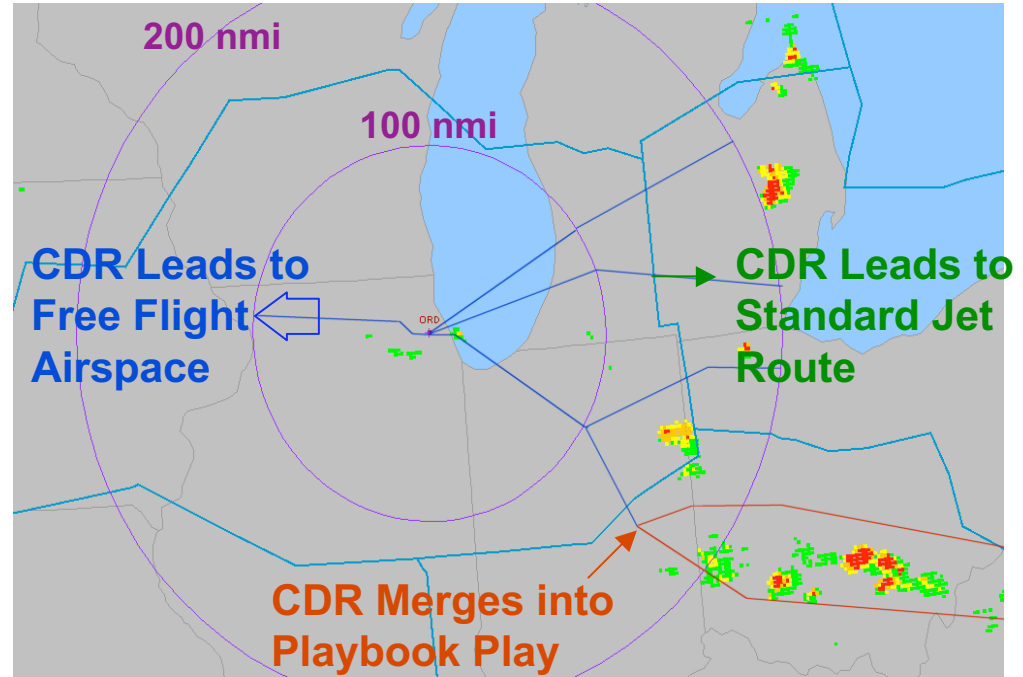 200 nmi
100 nmi
CDR Leads to
Free Flight
Airspace
ORD
CDR Leads to
Standard Jet
Route
CDR Merges into
Playbook Play